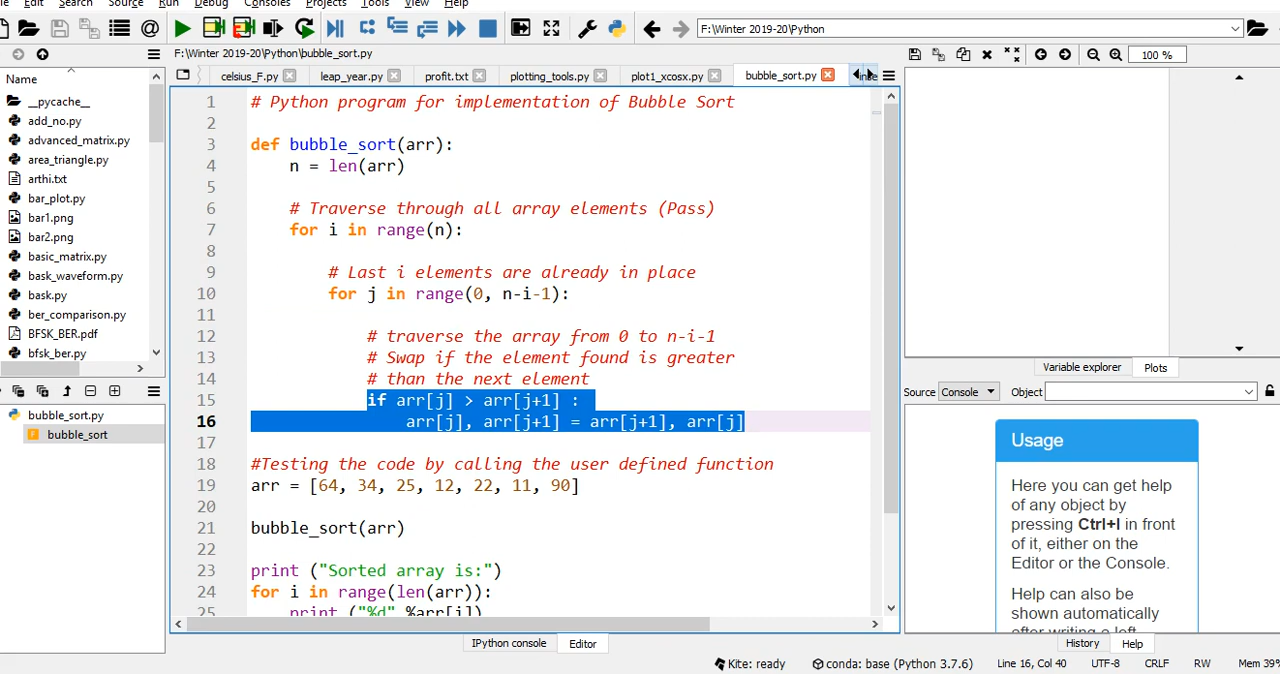 File Edit Search Source Run Debug Consoles Projects Tools View Help
F:\Winter 2019-20\Python
F:\Winter 2019-20\Python\bubble_sort.py
100 %
Name
__pycache__
add_no.py
advanced_matrix.py
area_triangle.py
arthi.txt
bar_plot.py
bar1.png
bar2.png
basic_matrix.py
bask_waveform.py
bask.py
ber_comparison.py
BFSK_BER.pdf
bfsk_ber.py
bubble_sort.py
bubble_sort
celsius_F.py leap_year.py profit.txt plotting_tools.py plot1_xcosx.py bubble_sort.py
1 # Python program for implementation of Bubble Sort
2
3 def bubble_sort(arr):
4 n = len(arr)
5
6 # Traverse through all array elements (Pass)
7 for i in range(n):
8
9 # Last i elements are already in place
10 for j in range(0, n-i-1):
11
12 # traverse the array from 0 to n-i-1
13 # Swap if the element found is greater
14 # than the next element
15 if arr[j] > arr[j+1] :
16 arr[j], arr[j+1] = arr[j+1], arr[j]
17
18 #Testing the code by calling the user defined function
19 arr = [64, 34, 25, 12, 22, 11, 90]
20
21 bubble_sort(arr)
22
23 print ("Sorted array is:")
24 for i in range(len(arr)):
25 print ("%d" %arr[i])
IPython console Editor
Variable explorer Plots
Source Console Object
Usage
Here you can get help
of any object by
pressing Ctrl+I in front
of it, either on the
Editor or the Console.
Help can also be
shown automatically
after writing a left
History Help
Kite: ready conda: base (Python 3.7.6) Line 16, Col 40 UTF-8 CRLF RW Mem 39%